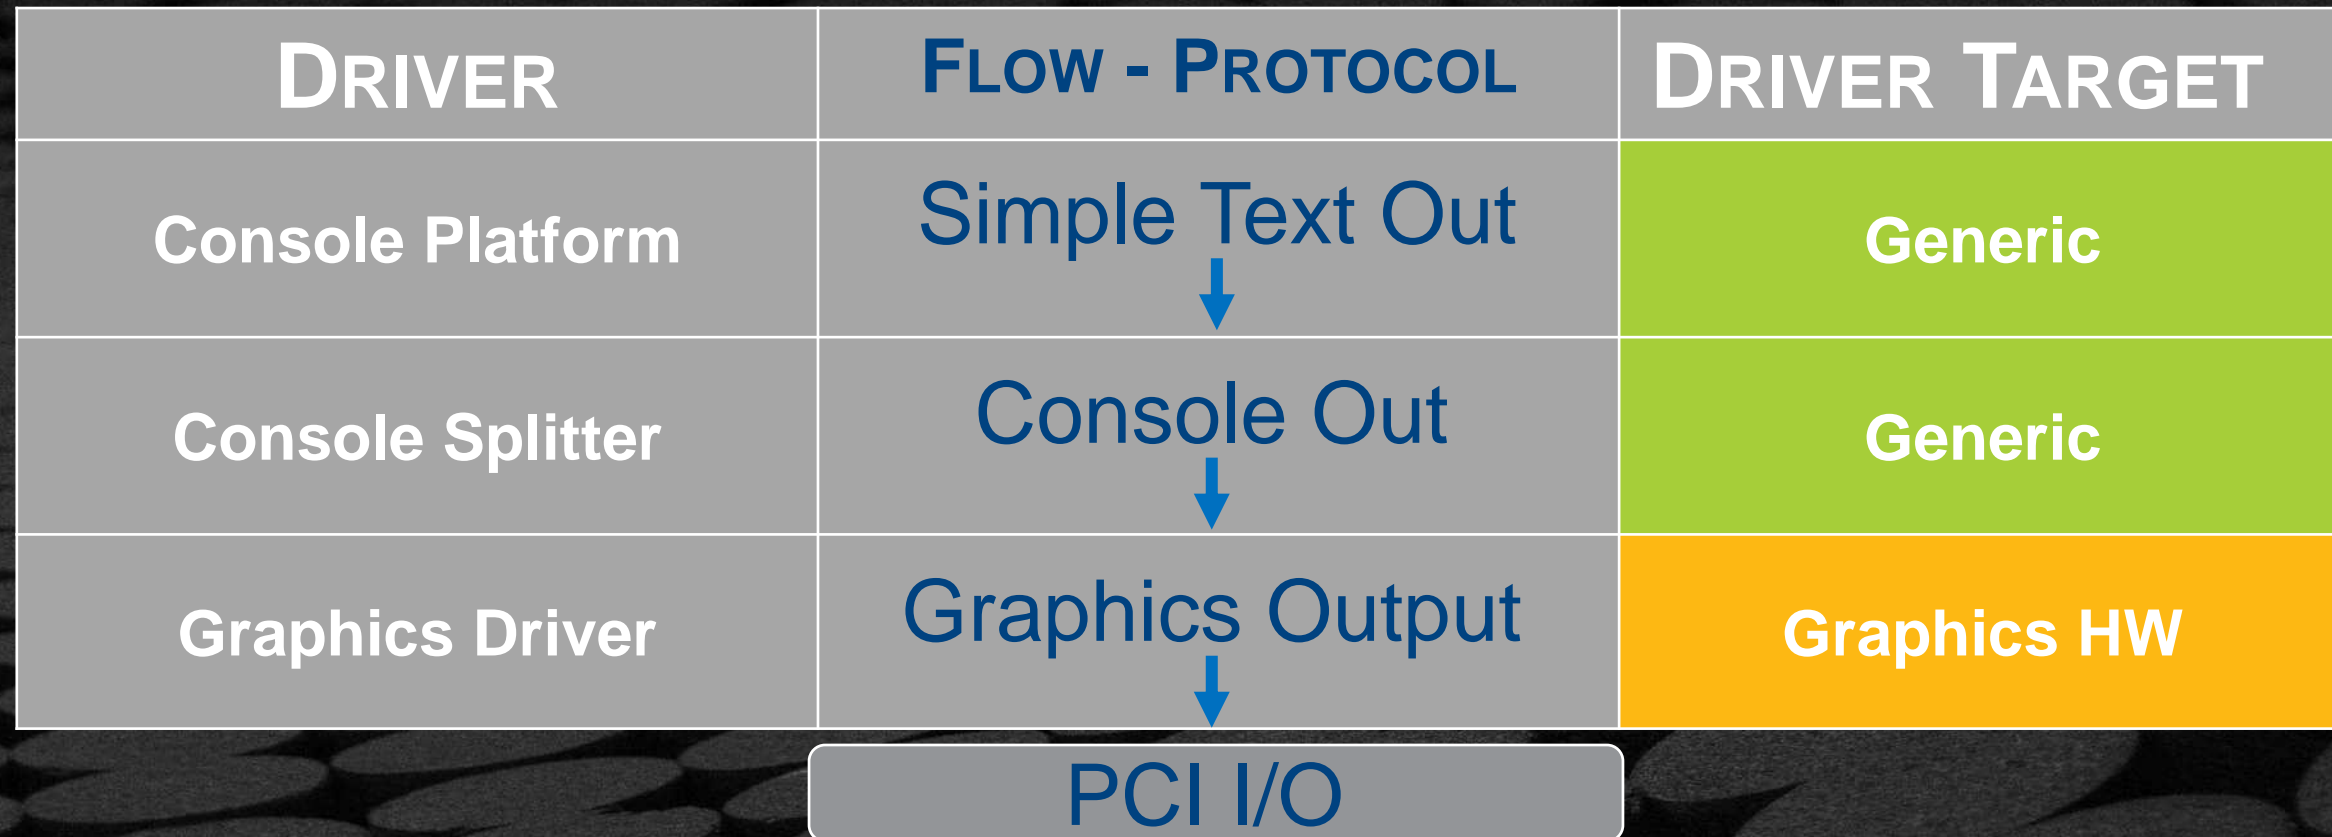 DRIVER
FLOW - PROTOCOL
DRIVER TARGET
Console Platform
Simple Text Out
Generic
Console Splitter
Console Out
Generic
Graphics Driver
Graphics Output
Graphics HW
PCI I/O